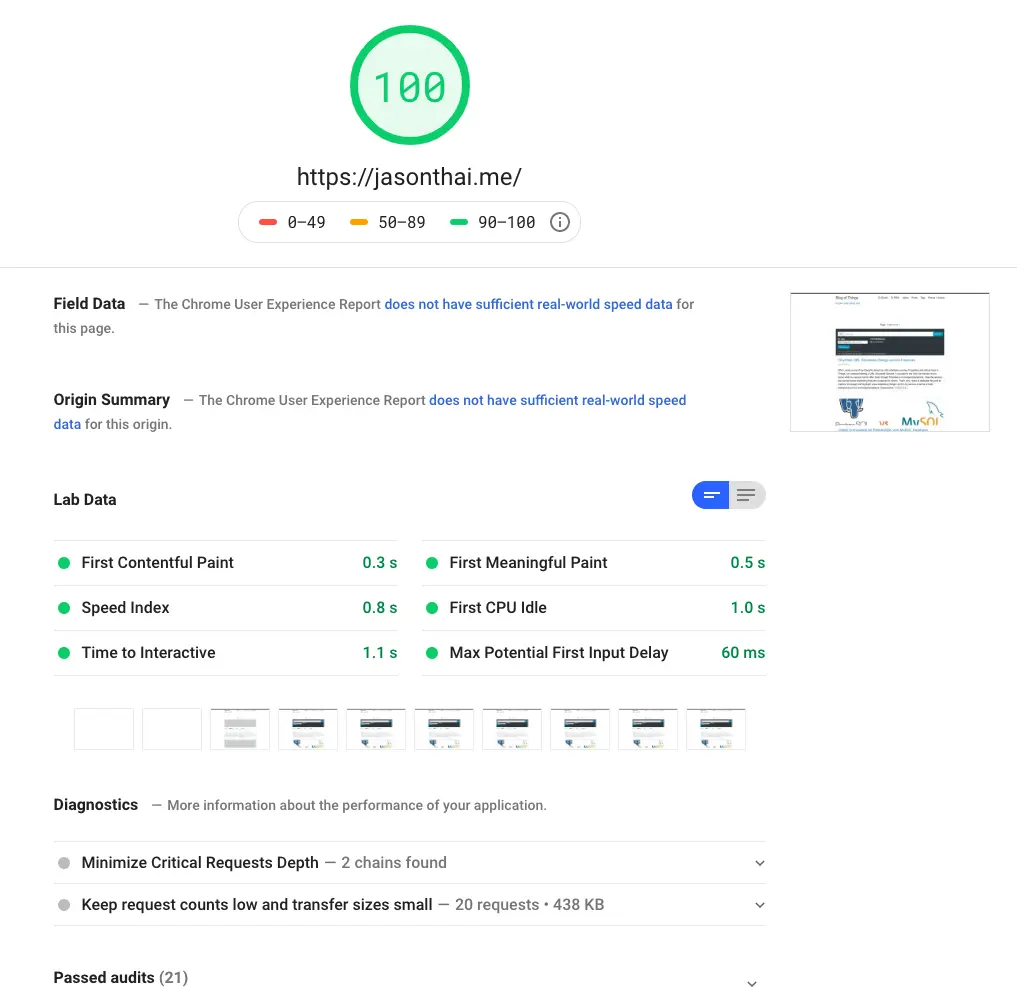 100
https://jasonthai.me/
0–49 50–89 90–100
Field Data — The Chrome User Experience Report does not have sufficient real-world speed data for
this page.
Origin Summary — The Chrome User Experience Report does not have sufficient real-world speed
data for this origin.
Lab Data
First Contentful Paint 0.3 s
First Meaningful Paint 0.5 s
Speed Index 0.8 s
First CPU Idle 1.0 s
Time to Interactive 1.1 s
Max Potential First Input Delay 60 ms
Diagnostics — More information about the performance of your application.
Minimize Critical Requests Depth — 2 chains found
Keep request counts low and transfer sizes small — 20 requests • 438 KB
Passed audits (21)
Blog of Things